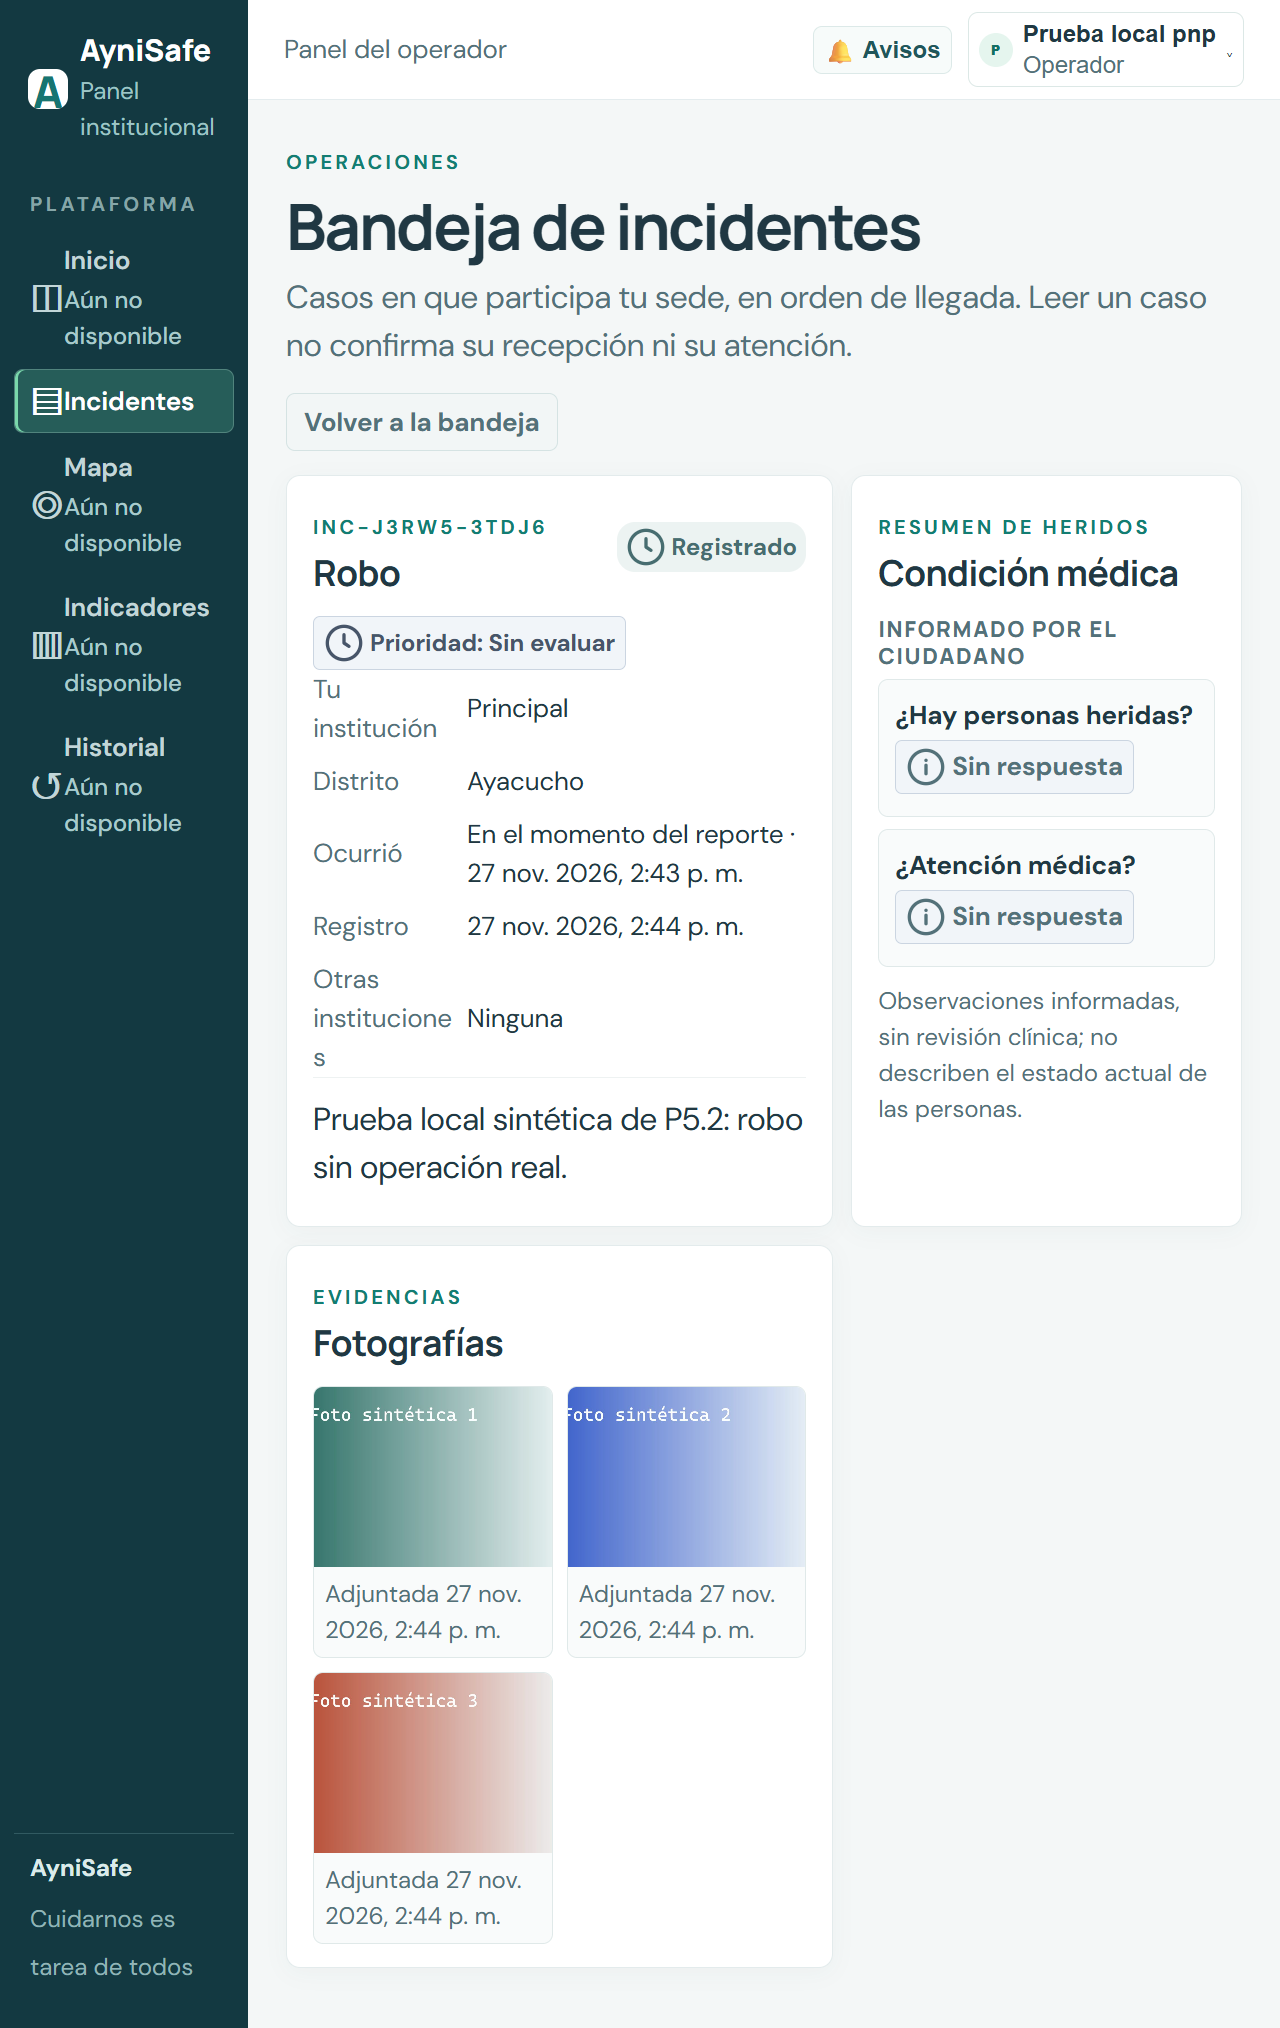 AyniSafe
A
Panel
institucional
PLATAFORMA
Inicio
Aún no
disponible
Incidentes
Mapa
Aún no
disponible
Indicadores
Aún no
disponible
Historial
Aún no
disponible
AyniSafe
Cuidarnos es
tarea de todos
Panel del operador
Avisos
P
Prueba local pnp
Operador
OPERACIONES
Bandeja de incidentes
Casos en que participa tu sede, en orden de llegada. Leer un caso
no confirma su recepción ni su atención.
Volver a la bandeja
INC-J3RW5-3TDJ6
Robo
Registrado
Prioridad: Sin evaluar
Tu
institución
Principal
Distrito
Ayacucho
Ocurrió
En el momento del reporte ·
27 nov. 2026, 2:43 p. m.
Registro
27 nov. 2026, 2:44 p. m.
Otras
institucione
s
Ninguna
Prueba local sintética de P5.2: robo
sin operación real.
RESUMEN DE HERIDOS
Condición médica
INFORMADO POR EL
CIUDADANO
¿Hay personas heridas?
Sin respuesta
¿Atención médica?
Sin respuesta
Observaciones informadas,
sin revisión clínica; no
describen el estado actual de
las personas.
EVIDENCIAS
Fotografías
Foto sintética 1
Adjuntada 27 nov.
2026, 2:44 p. m.
Foto sintética 2
Adjuntada 27 nov.
2026, 2:44 p. m.
Foto sintética 3
Adjuntada 27 nov.
2026, 2:44 p. m.